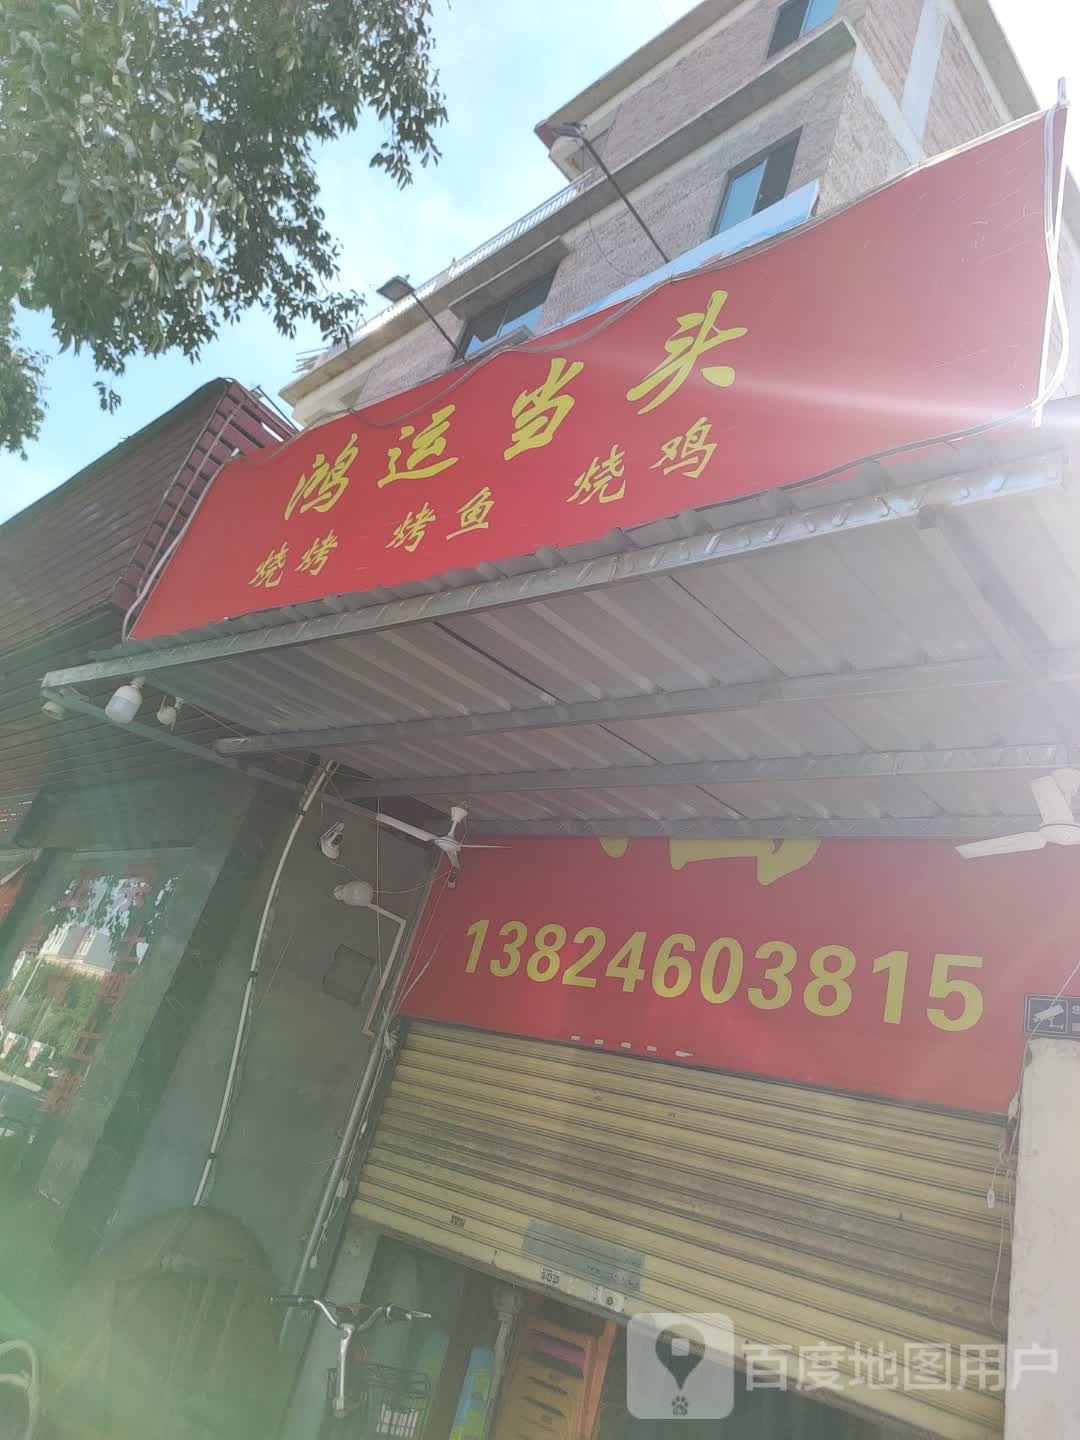 鸿运当头
烧烤 烤鱼 烧鸡
13824603815
百度地图用户